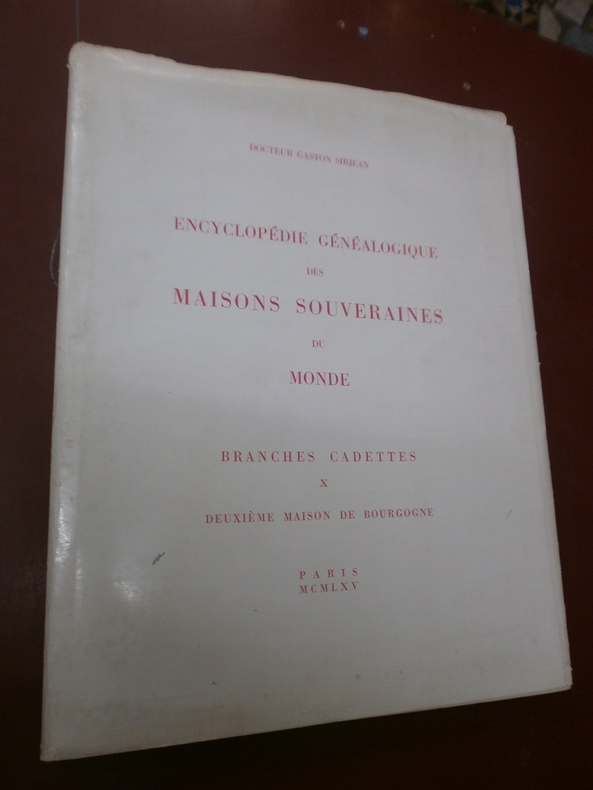 DOCTEUR GASTON SIRJEAN
ENCYCLOPÉDIE GÉNÉALOGIQUE
DES
MAISONS SOUVERAINES
DU
MONDE
BRANCHES CADETTES
X
DEUXIÈME MAISON DE BOURGOGNE
PARIS
MCMLXV